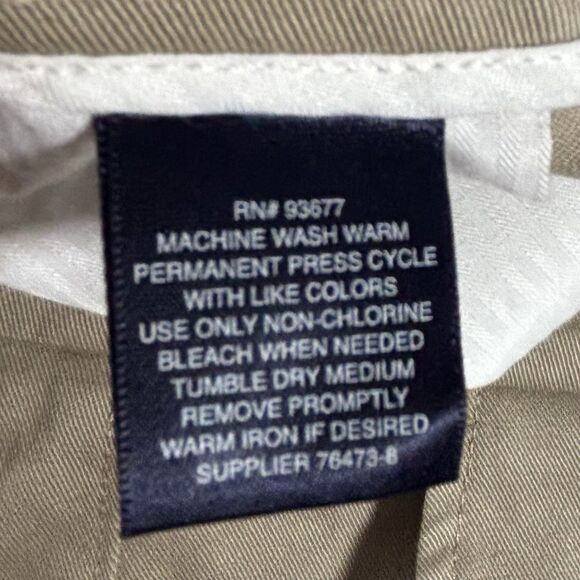 RN# 93677
MACHINE WASH WARM
PERMANENT PRESS CYCLE
WITH LIKE COLORS
USE ONLY NON-CHLORINE
BLEACH WHEN NEEDED
TUMBLE DRY MEDIUM
REMOVE PROMPTLY
WARM IRON IF DESIRED
SUPPLIER 76473-8